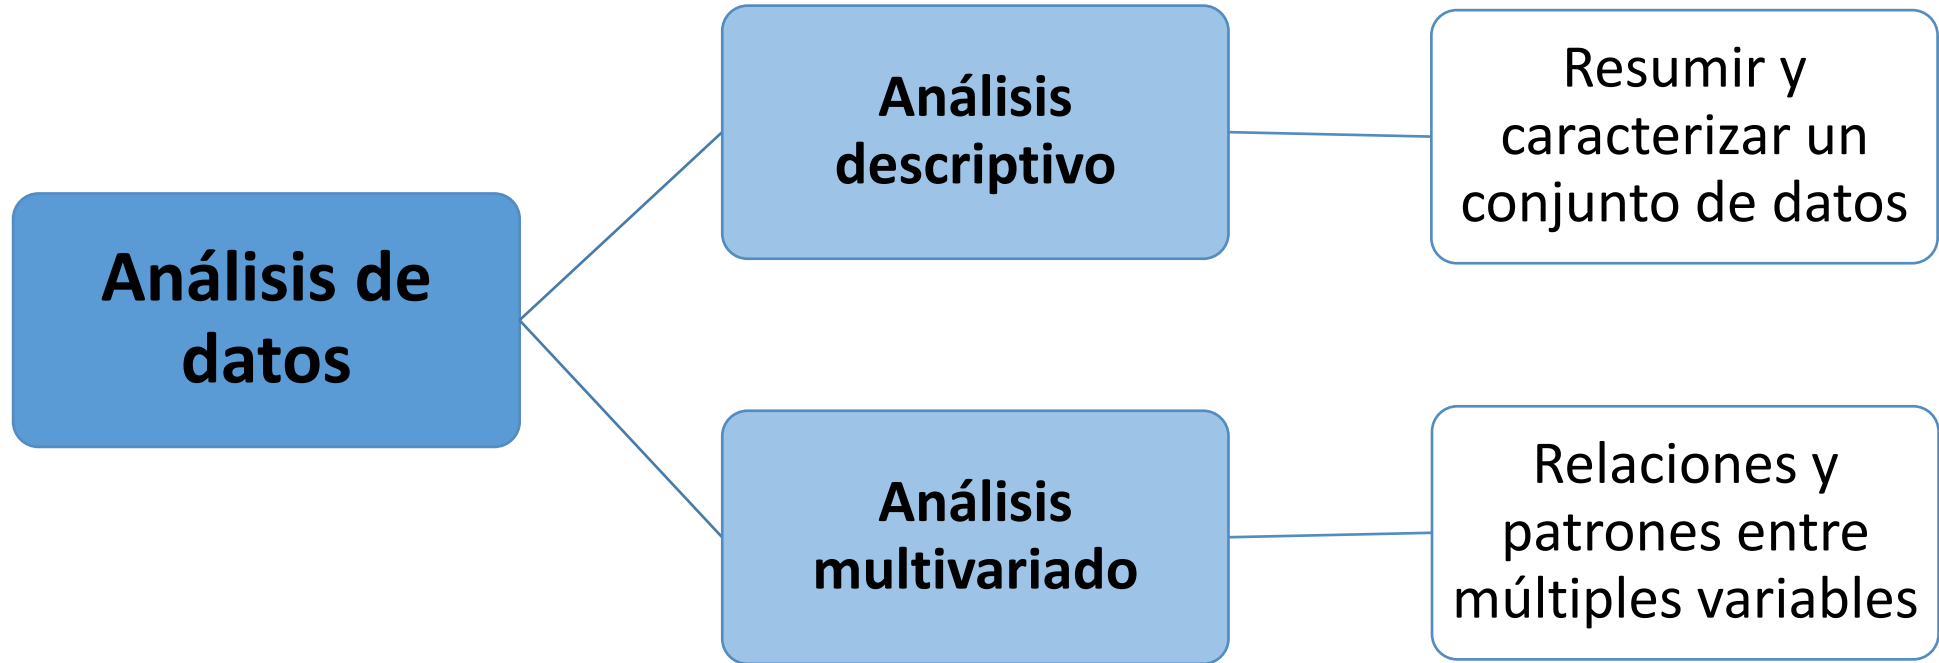 Análisis de
datos
Análisis
descriptivo
Resumir y
caracterizar un
conjunto de datos
Análisis
multivariado
Relaciones y
patrones entre
múltiples variables